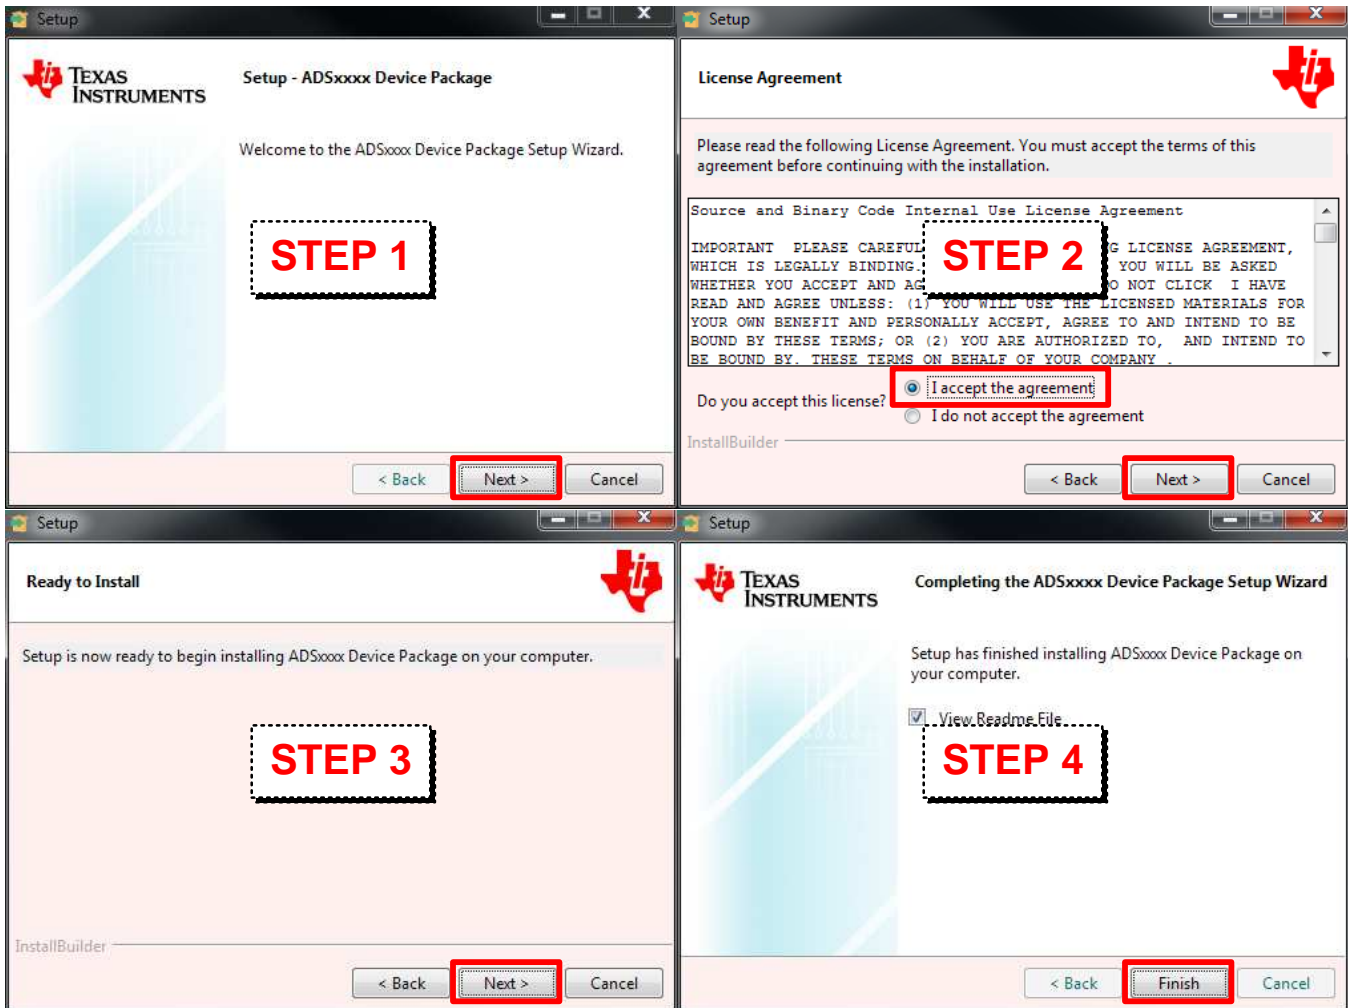 Setup
TEXAS
INSTRUMENTS
Setup - ADSxxxx Device Package
Welcome to the ADSxxxx Device Package Setup Wizard.
STEP 1
< Back
Next >
Cancel
Setup
License Agreement
Please read the following License Agreement. You must accept the terms of this
agreement before continuing with the installation.
Source and Binary Code Internal Use License Agreement
IMPORTANT PLEASE CAREFUL G LICENSE AGREEMENT,
WHICH IS LEGALLY BINDING. YOU WILL BE ASKED
WHETHER YOU ACCEPT AND AG O NOT CLICK I HAVE
READ AND AGREE UNLESS: (1) YOU WILL USE THE LICENSED MATERIALS FOR
YOUR OWN BENEFIT AND PERSONALLY ACCEPT, AGREE TO AND INTEND TO BE
BOUND BY THESE TERMS; OR (2) YOU ARE AUTHORIZED TO, AND INTEND TO
BE BOUND BY. THESE TERMS ON BEHALF OF YOUR COMPANY .
STEP 2
Do you accept this license?
I accept the agreement
I do not accept the agreement
InstallBuilder
< Back
Next >
Cancel
Setup
Ready to Install
Setup is now ready to begin installing ADSxxxx Device Package on your computer.
STEP 3
InstallBuilder
< Back
Next >
Cancel
Setup
TEXAS
INSTRUMENTS
Completing the ADSxxxx Device Package Setup Wizard
Setup has finished installing ADSxxxx Device Package on
your computer.
View Readme File
STEP 4
< Back
Finish
Cancel